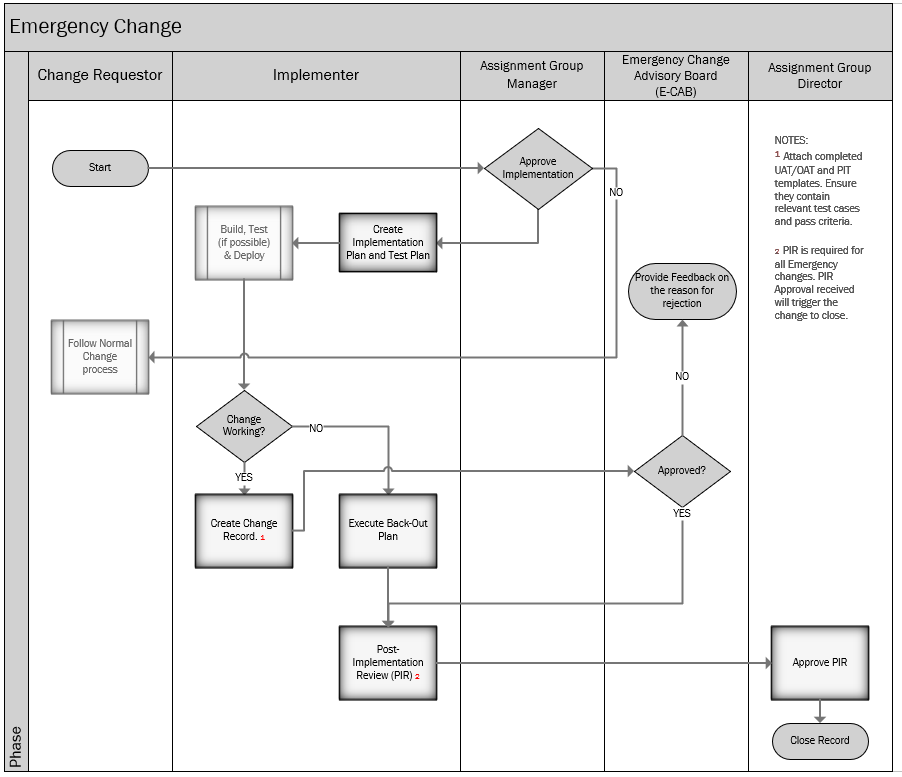 Emergency Change
Change Requestor
Implementer
Assignment Group
Manager
Emergency Change
Advisory Board
(E-CAB)
Assignment Group
Director
Phase
Start
Approve
Implementation
NO
NOTES:
1 Attach completed
UAT/OAT and PIT
templates. Ensure
they contain
relevant test cases
and pass criteria.
2 PIR is required for
all Emergency
changes. PIR
Approval received
will trigger the
change to close.
Build, Test
(if possible)
& Deploy
Create
Implementation
Plan and Test Plan
Provide Feedback on
the reason for
rejection
Follow Normal
Change
process
NO
Change
Working?
NO
YES
Approved?
YES
Create Change
Record. 1
Execute Back-Out
Plan
Post-
Implementation
Review (PIR) 2
Approve PIR
Close Record